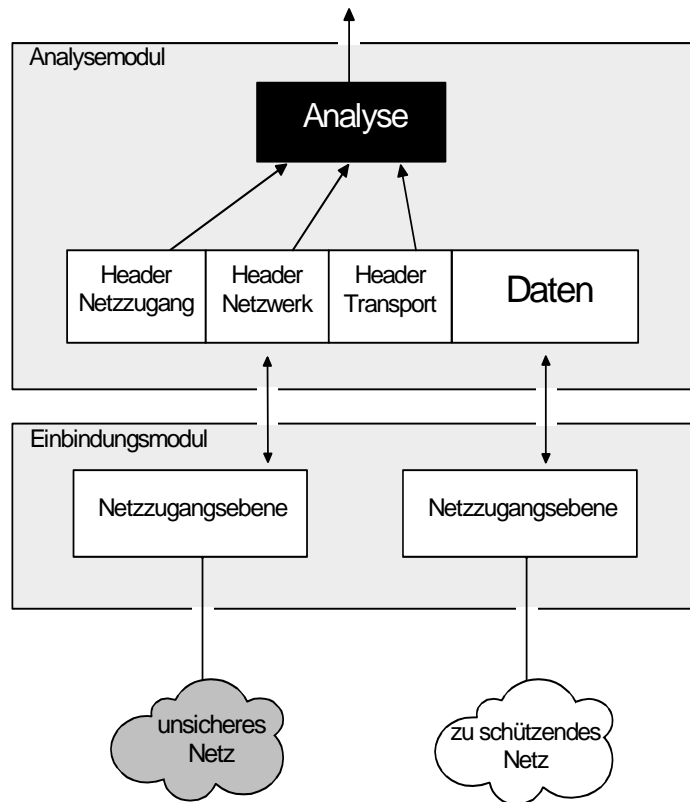 Analysemodul
Analyse
Header
Netzzugang
Header
Netzwerk
Header
Transport
Daten
Einbindungsmodul
Netzzugangsebene
Netzzugangsebene
unsicheres
Netz
zu schützendes
Netz